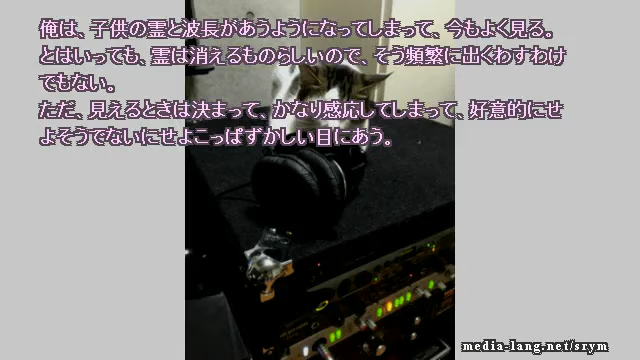 俺は、子供の霊と波長があうようになってしまって、今もよく見る。
とはいっても、霊は消えるものらしいので、そう頻繁に出くわすわけ
でもない。
ただ、見えるときは決まって、かなり感応してしまって、好意的にせ
よそうでないにせよこっぱずかしい目にあう。
media-lang.net/srym